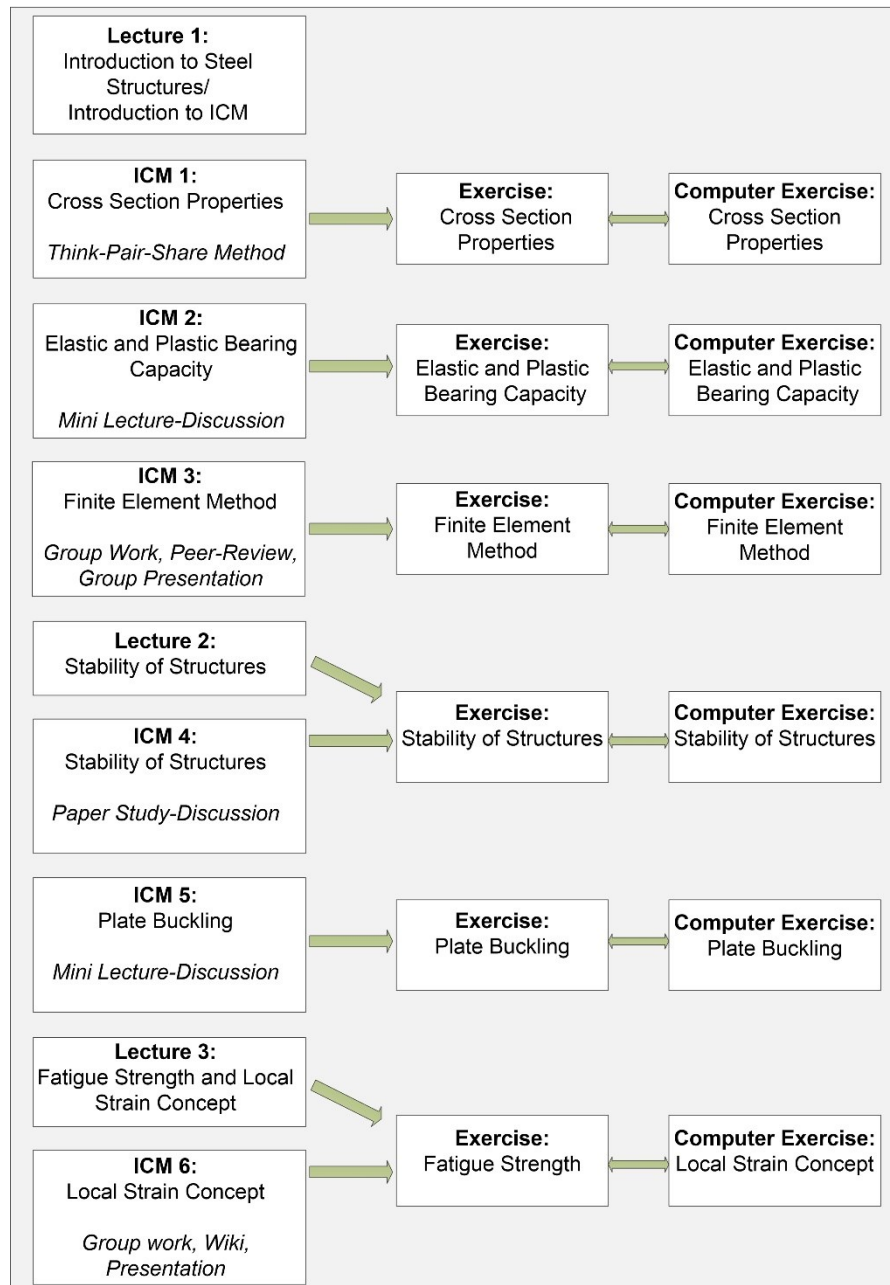 Lecture 1:
Introduction to Steel
Structures/
Introduction to ICM
ICM 1:
Cross Section Properties
Think-Pair-Share Method
Exercise:
Cross Section
Properties
Computer Exercise:
Cross Section
Properties
ICM 2:
Elastic and Plastic Bearing
Capacity
Mini Lecture-Discussion
Exercise:
Elastic and Plastic
Bearing Capacity
Computer Exercise:
Elastic and Plastic
Bearing Capacity
ICM 3:
Finite Element Method
Group Work, Peer-Review,
Group Presentation
Exercise:
Finite Element
Method
Computer Exercise:
Finite Element
Method
Lecture 2:
Stability of Structures
ICM 4:
Stability of Structures
Paper Study-Discussion
Exercise:
Stability of Structures
Computer Exercise:
Stability of Structures
ICM 5:
Plate Buckling
Mini Lecture-Discussion
Exercise:
Plate Buckling
Computer Exercise:
Plate Buckling
Lecture 3:
Fatigue Strength and Local
Strain Concept
ICM 6:
Local Strain Concept
Group work, Wiki,
Presentation
Exercise:
Fatigue Strength
Computer Exercise:
Local Strain Concept